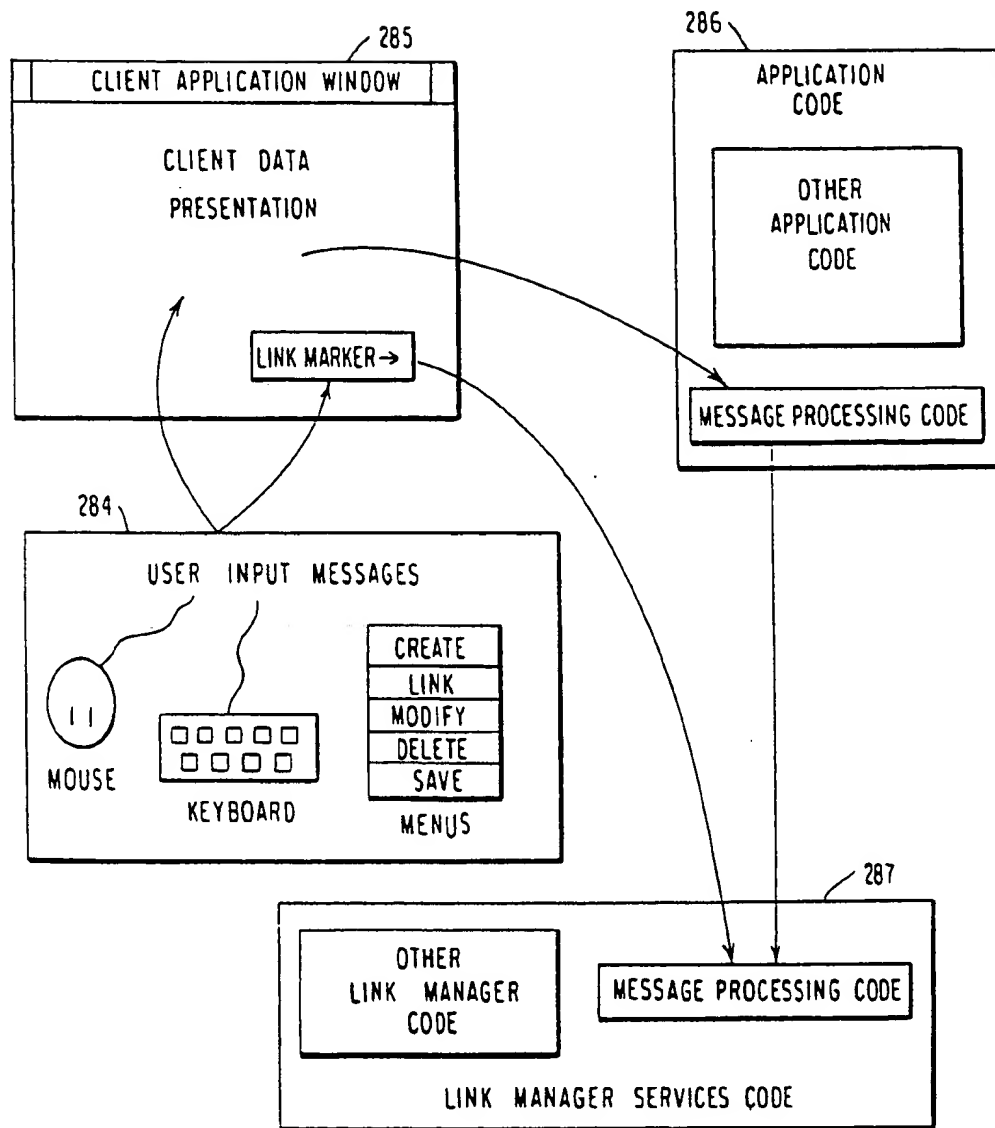 285
CLIENT APPLICATION WINDOW
CLIENT DATA
PRESENTATION
LINK MARKER→
286
APPLICATION
CODE
OTHER
APPLICATION
CODE
MESSAGE PROCESSING CODE
284
USER INPUT MESSAGES
MOUSE
KEYBOARD
CREATE
LINK
MODIFY
DELETE
SAVE
MENUS
287
OTHER
LINK MANAGER
CODE
MESSAGE PROCESSING CODE
LINK MANAGER SERVICES CODE